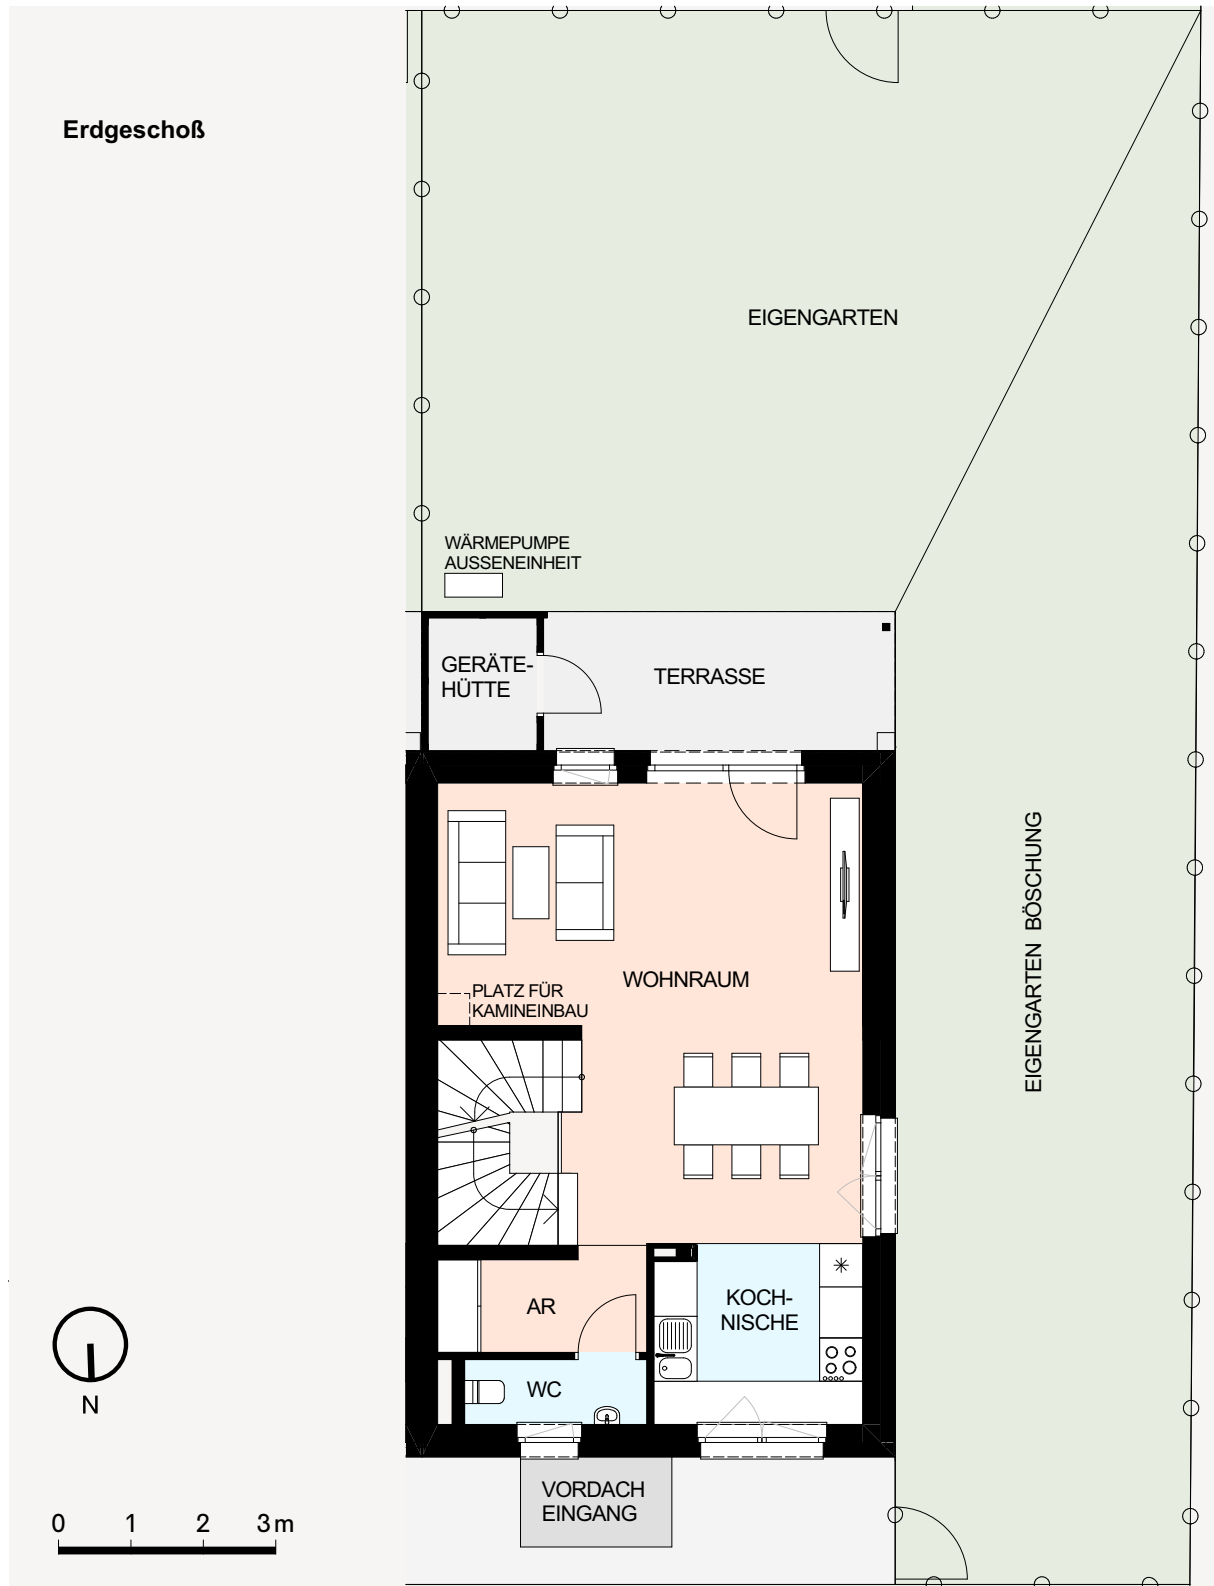 Erdgeschoß
EIGENGARTEN
WÄRMEPUMPE
AUSSENEINHEIT
GERÄTE-
HÜTTE
TERRASSE
EIGENGARTEN BÖSCHUNG
WOHNRAUM
PLATZ FÜR
KAMINEINBAU
AR
KOCH-
NISCHE
WC
N
VORDACH
EINGANG
0 1 2 3 m